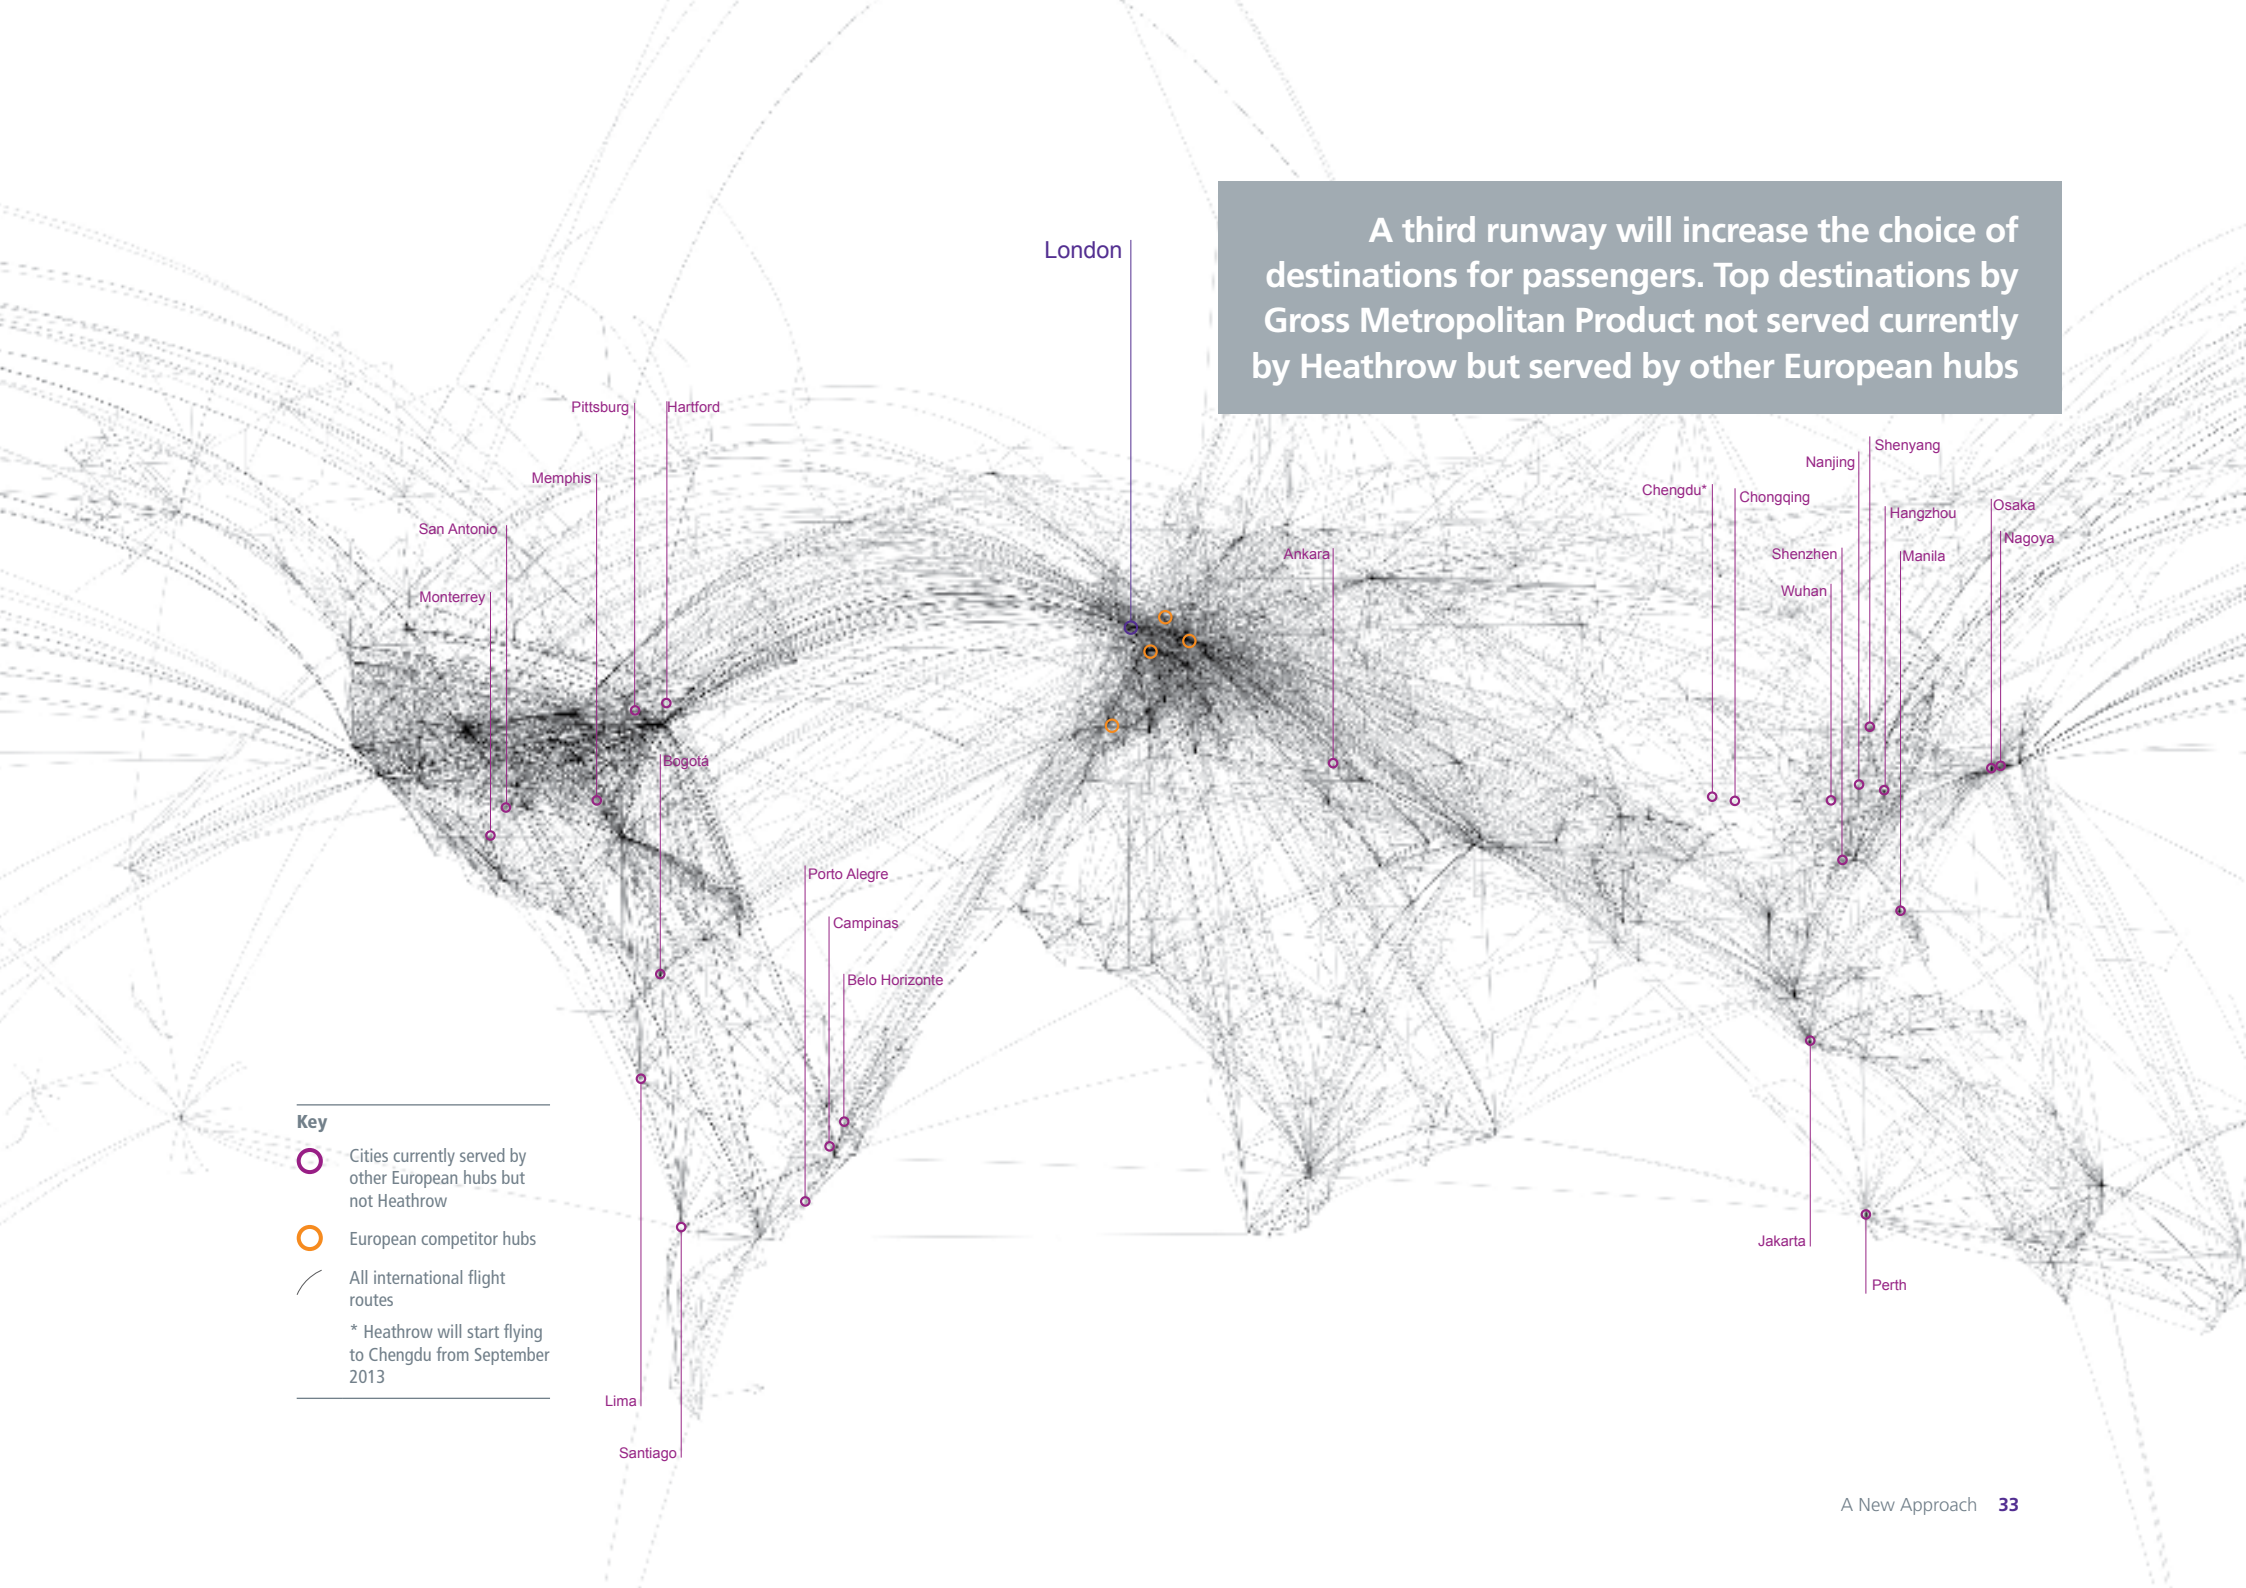 A third runway will increase the choice of
destinations for passengers. Top destinations by
Gross Metropolitan Product not served currently
by Heathrow but served by other European hubs
London
Pittsburg
Hartford
Memphis
San Antonio
Monterrey
Bogotá
Porto Alegre
Campinas
Belo Horizonte
Ankara
Chengdu*
Chongqing
Nanjing
Shenyang
Hangzhou
Shenzhen
Manila
Wuhan
Osaka
Nagoya
Jakarta
Perth
Lima
Santiago
Key
Cities currently served by
other European hubs but
not Heathrow
European competitor hubs
All international flight
routes
* Heathrow will start flying
to Chengdu from September
2013
A New Approach 33